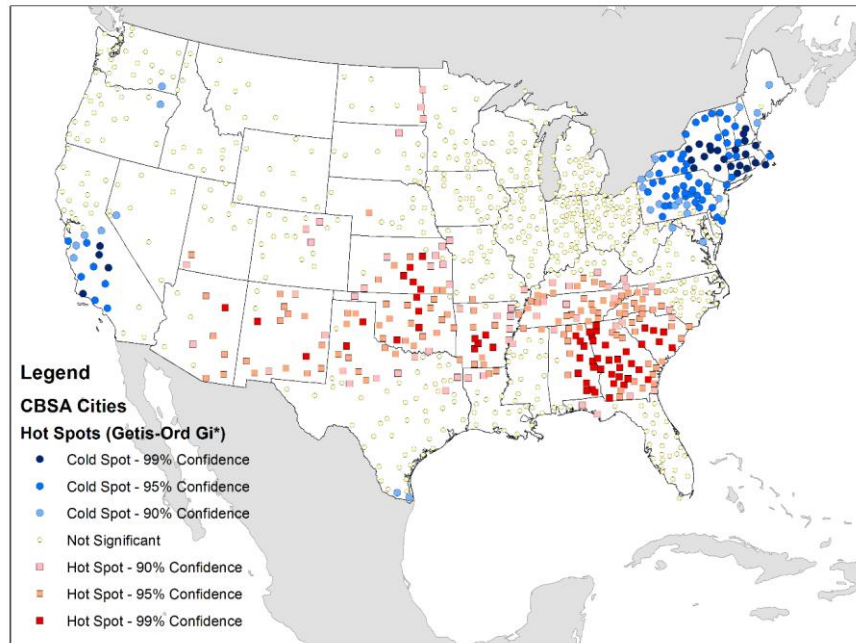 Legend
CBSA Cities
Hot Spots (Getis-Ord Gi*)
Cold Spot - 99% Confidence
Cold Spot - 95% Confidence
Cold Spot - 90% Confidence
Not Significant
Hot Spot - 90% Confidence
Hot Spot - 95% Confidence
Hot Spot - 99% Confidence